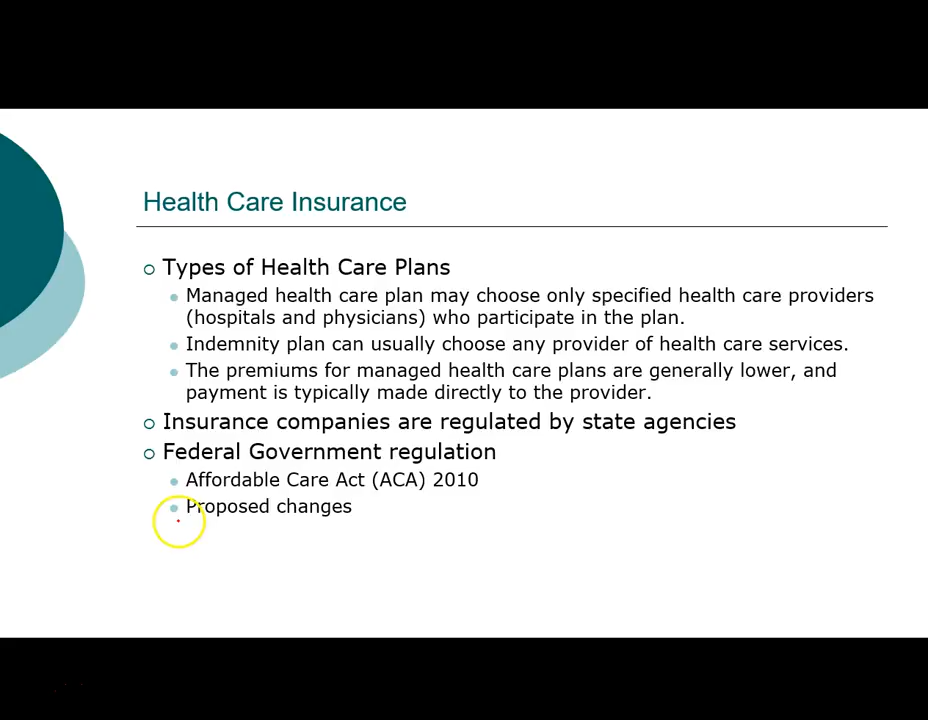 Health Care Insurance
Types of Health Care Plans
Managed health care plan may choose only specified health care providers
(hospitals and physicians) who participate in the plan.
Indemnity plan can usually choose any provider of health care services.
The premiums for managed health care plans are generally lower, and
payment is typically made directly to the provider.
Insurance companies are regulated by state agencies
Federal Government regulation
Affordable Care Act (ACA) 2010
Proposed changes